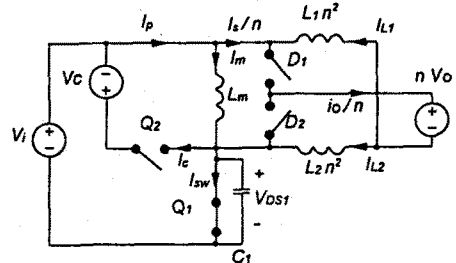 Ip Is/n L1n² IL1
Im D1
Vc Lm n Vo
io/n
Q2 D2
Vi Ic L2n² IL2
Isw
+
Q1 VDS1
-
C1